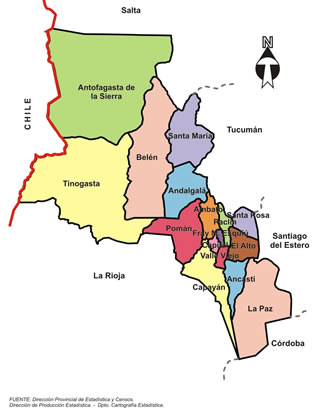 Salta
N
Antofagasta de
la Sierra
CHILE
Santa María
Tucumán
Belén
Tinogasta
Andalgalá
Ambato
Santa Rosa
Paclín
Pomán
Fray M. Esquiú
Santiago
del Estero
Capital
El Alto
Valle Viejo
La Rioja
Ancasti
Capayán
La Paz
Córdoba
FUENTE: Dirección Provincial de Estadística y Censos.
Dirección de Producción Estadística. - Dpto. Cartografía Estadística.